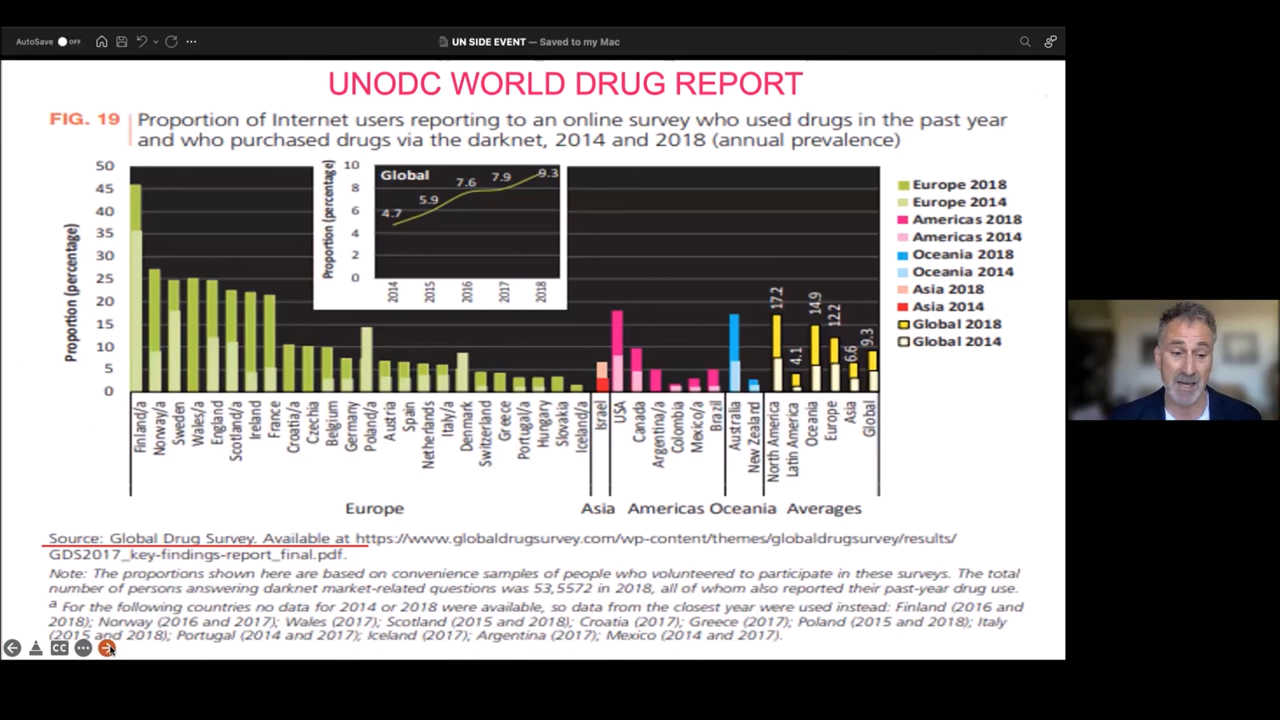 AutoSave OFF
UN SIDE EVENT — Saved to my Mac
UNODC WORLD DRUG REPORT
FIG. 19 Proportion of Internet users reporting to an online survey who used drugs in the past year
and who purchased drugs via the darknet, 2014 and 2018 (annual prevalence)
Proportion (percentage)
50
45
40
35
30
25
20
15
10
5
0
Proportion (percentage)
10
8
6
4
2
0
Global
4.7
5.9
7.6
7.9
9.3
2014
2015
2016
2017
2018
17.2
4.1
14.9
12.2
6.6
9.3
Europe 2018
Europe 2014
Americas 2018
Americas 2014
Oceania 2018
Oceania 2014
Asia 2018
Asia 2014
Global 2018
Global 2014
Finland/a
Norway/a
Sweden
Wales/a
England
Scotland/a
Ireland
France
Croatia/a
Czechia
Belgium
Germany
Poland/a
Austria
Spain
Netherlands
Italy/a
Denmark
Switzerland
Greece
Portugal/a
Hungary
Slovakia
Iceland/a
Israel
USA
Canada
Argentina/a
Colombia
Mexico/a
Brazil
Australia
New Zealand
North America
Latin America
Oceania
Europe
Asia
Global
Europe
Asia
Americas
Oceania
Averages
Source: Global Drug Survey. Available at https://www.globaldrugsurvey.com/wp-content/themes/globaldrugsurvey/results/
GDS2017_key-findings-report_final.pdf.
Note: The proportions shown here are based on convenience samples of people who volunteered to participate in these surveys. The total
number of persons answering darknet market-related questions was 53,5572 in 2018, all of whom also reported their past-year drug use.
a For the following countries no data for 2014 or 2018 were available, so data from the closest year were used instead: Finland (2016 and
2018); Norway (2016 and 2017); Wales (2017); Scotland (2015 and 2018); Croatia (2017); Greece (2017); Poland (2015 and 2018); Italy
(2015 and 2018); Portugal (2014 and 2017); Iceland (2017); Argentina (2017); Mexico (2014 and 2017).
CC